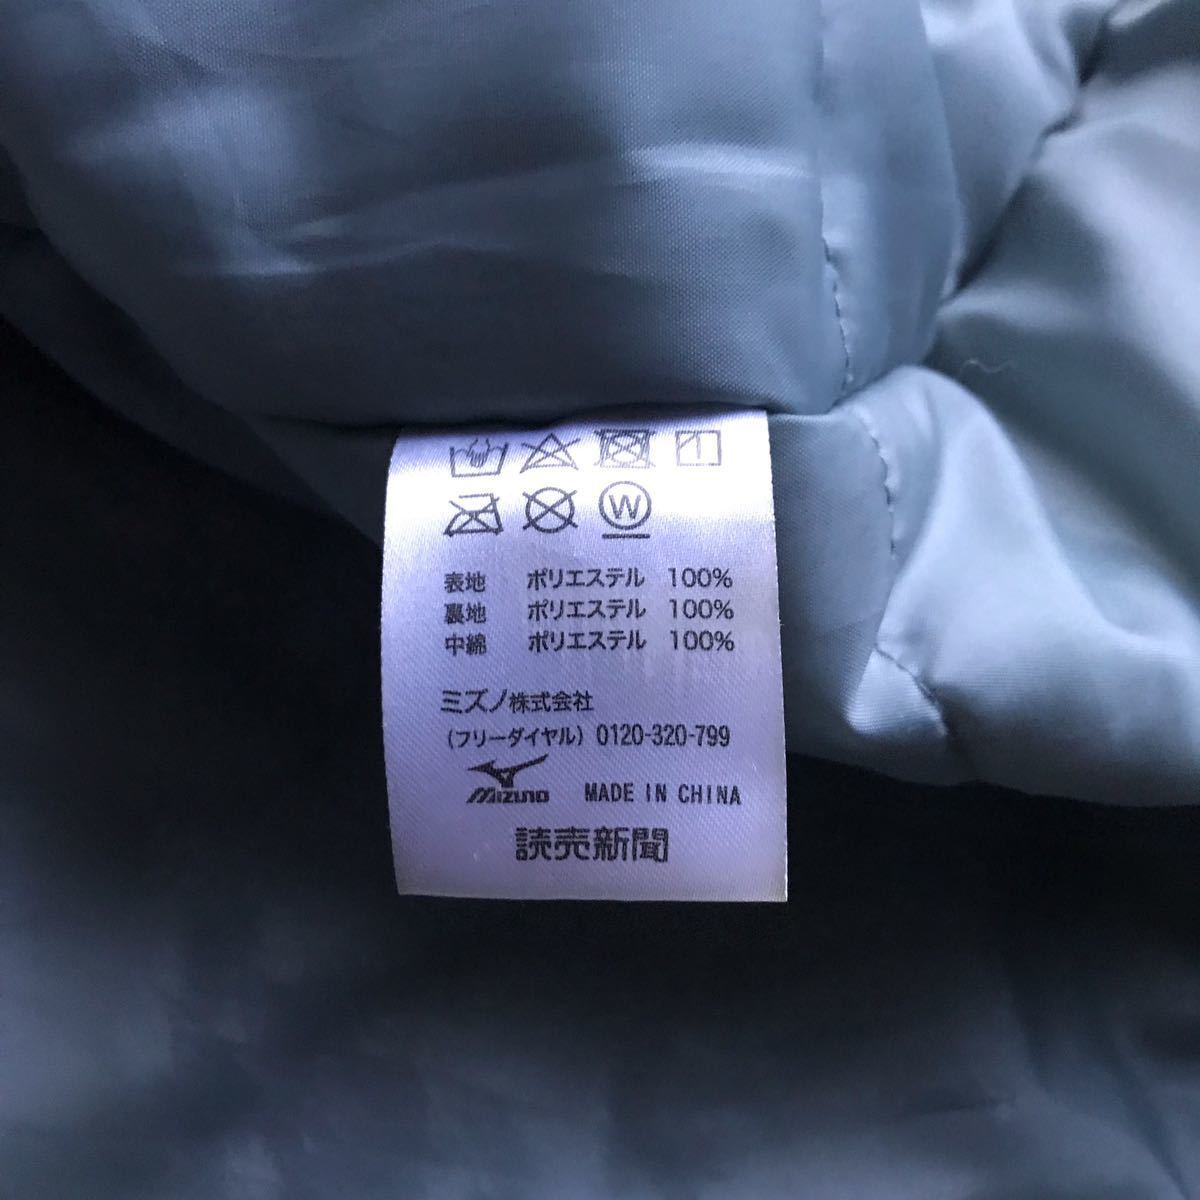 W
表地 ポリエステル 100%
裏地 ポリエステル 100%
中綿 ポリエステル 100%
ミズノ株式会社
(フリーダイヤル) 0120-320-799
MIZUNO MADE IN CHINA
読売新聞